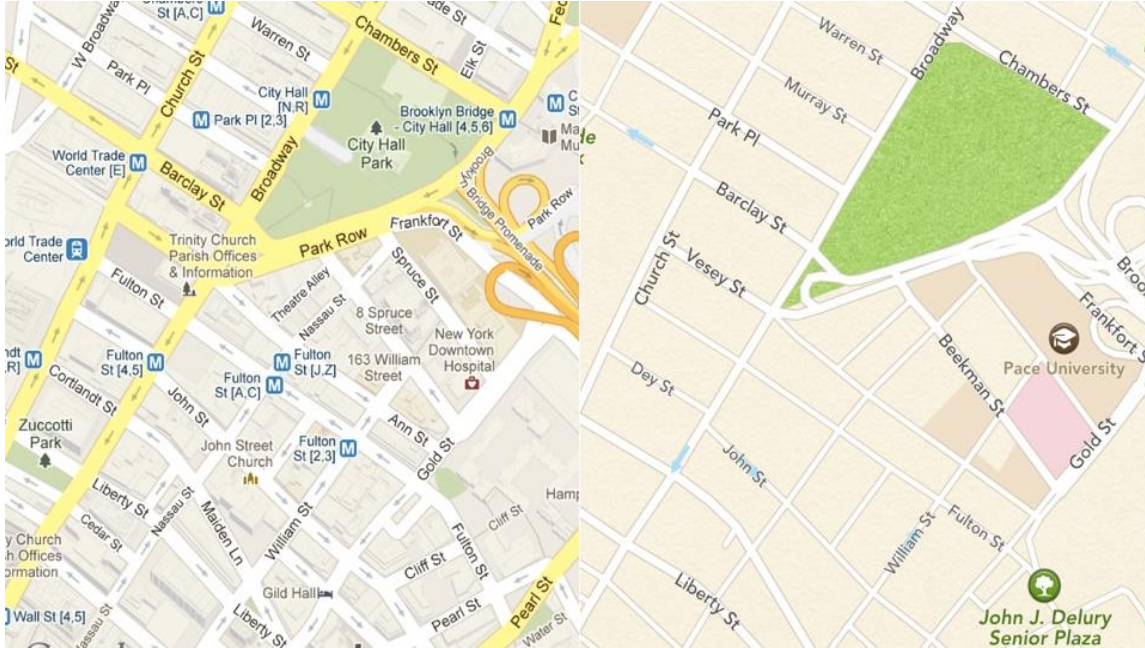 Chambers
St [A,C]
W Broadway
Warren St
Church St
Park Pl
Chambers St
Elk St
City Hall
[N,R]
Park Pl [2,3]
Brooklyn Bridge
- City Hall [4,5,6]
City Hall
Park
World Trade
Center [E]
Barclay St
Broadway
Park Row
Frankfort St
Bridge Promenade
Park Row
Trinity Church
Parish Offices
& Information
Center
Fulton St
Theatre Alley
Nassau St
Spruce St
8 Spruce
Street
New York
Downtown
Hospital
163 William
Street
Fulton
St [4,5]
Fulton
St [J,Z]
Fulton
St [A,C]
Cortlandt St
John St
Zuccotti
Park
John Street
Church
Fulton
St [2,3]
Ann St
Gold St
Liberty St
Nassau St
Maiden Ln
William St
Cedar St
Cliff St
Fulton St
Cliff St
Gild Hall
Pearl St
Pearl St
Water St
Liberty St
Wall St [4,5]
Nassau St
Broadway
Warren St
Chambers St
Murray St
Park Pl
Barclay St
Church St
Vesey St
Frankfort S
Beekman St
Pace University
Dey St
Gold St
John St
William St
Fulton St
Liberty St
John J. Delury
Senior Plaza